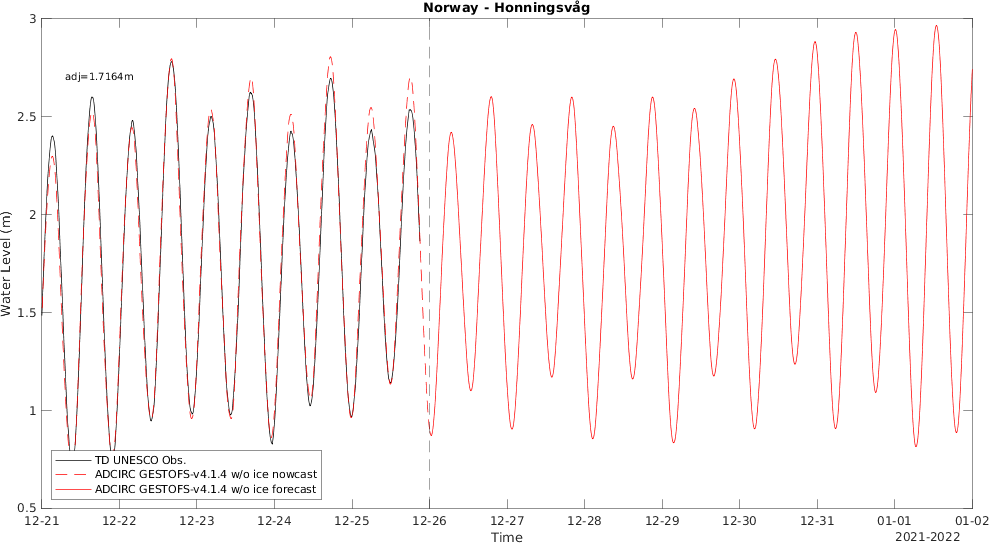 Norway - Honningsvåg
3
adj=1.7164m
2.5
2
Water Level (m)
1.5
1
TD UNESCO Obs.
ADCIRC GESTOFS-v4.1.4 w/o ice nowcast
ADCIRC GESTOFS-v4.1.4 w/o ice forecast
0.5
12-21 12-22 12-23 12-24 12-25 12-26 12-27 12-28 12-29 12-30 12-31 01-01 01-02
Time
2021-2022